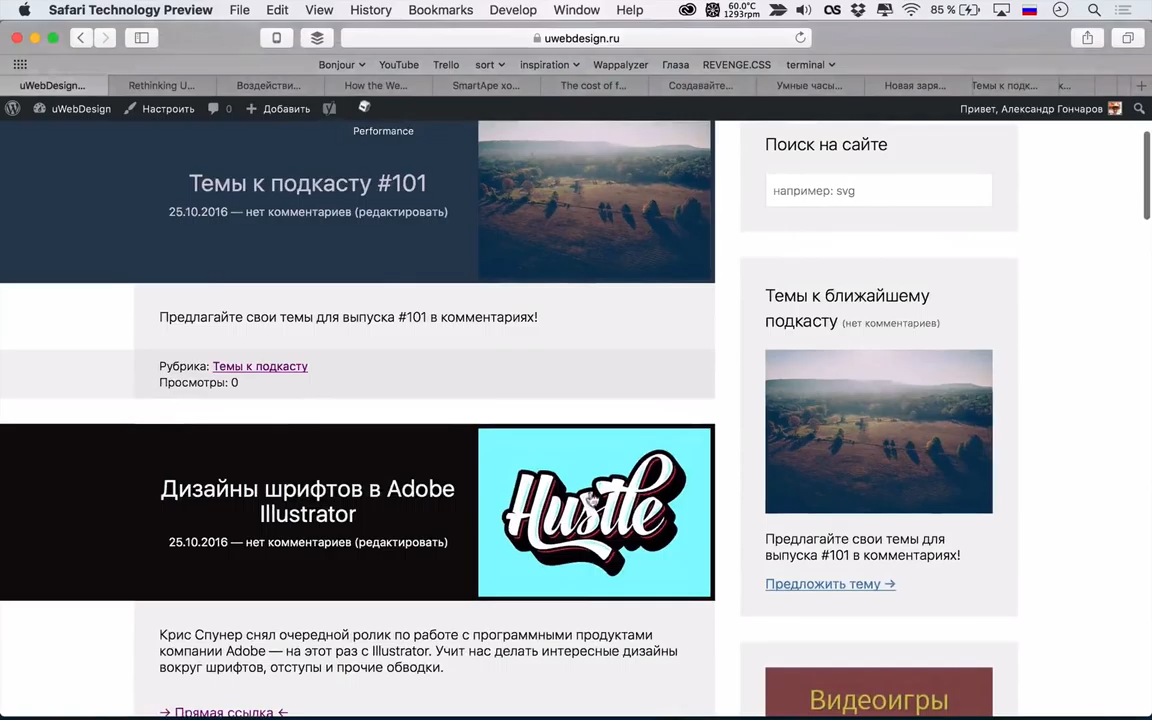 Safari Technology Preview File Edit View History Bookmarks Develop Window Help 60.0°C 1293rpm 85 %
uwebdesign.ru
Bonjour YouTube Trello sort inspiration Wappalyzer Глаза REVENGE.CSS terminal
uWebDesign... Rethinking U... Воздействи... How the We... SmartApe хо... The cost of f... Создавайте... Умные часы... Новая заря... Темы к подк... к...
uWebDesign Настроить 0 Добавить Привет, Александр Гончаров
Performance
Темы к подкасту #101
25.10.2016 — нет комментариев (редактировать)
Предлагайте свои темы для выпуска #101 в комментариях!
Рубрика: Темы к подкасту
Просмотры: 0
Дизайны шрифтов в Adobe
Illustrator
25.10.2016 — нет комментариев (редактировать)
Hustle
Крис Спунер снял очередной ролик по работе с программными продуктами
компании Adobe — на этот раз с Illustrator. Учит нас делать интересные дизайны
вокруг шрифтов, отступы и прочие обводки.
→ Прямая ссылка ←
Поиск на сайте
например: svg
Темы к ближайшему
подкасту (нет комментариев)
Предлагайте свои темы для
выпуска #101 в комментариях!
Предложить тему →
Видеоигры